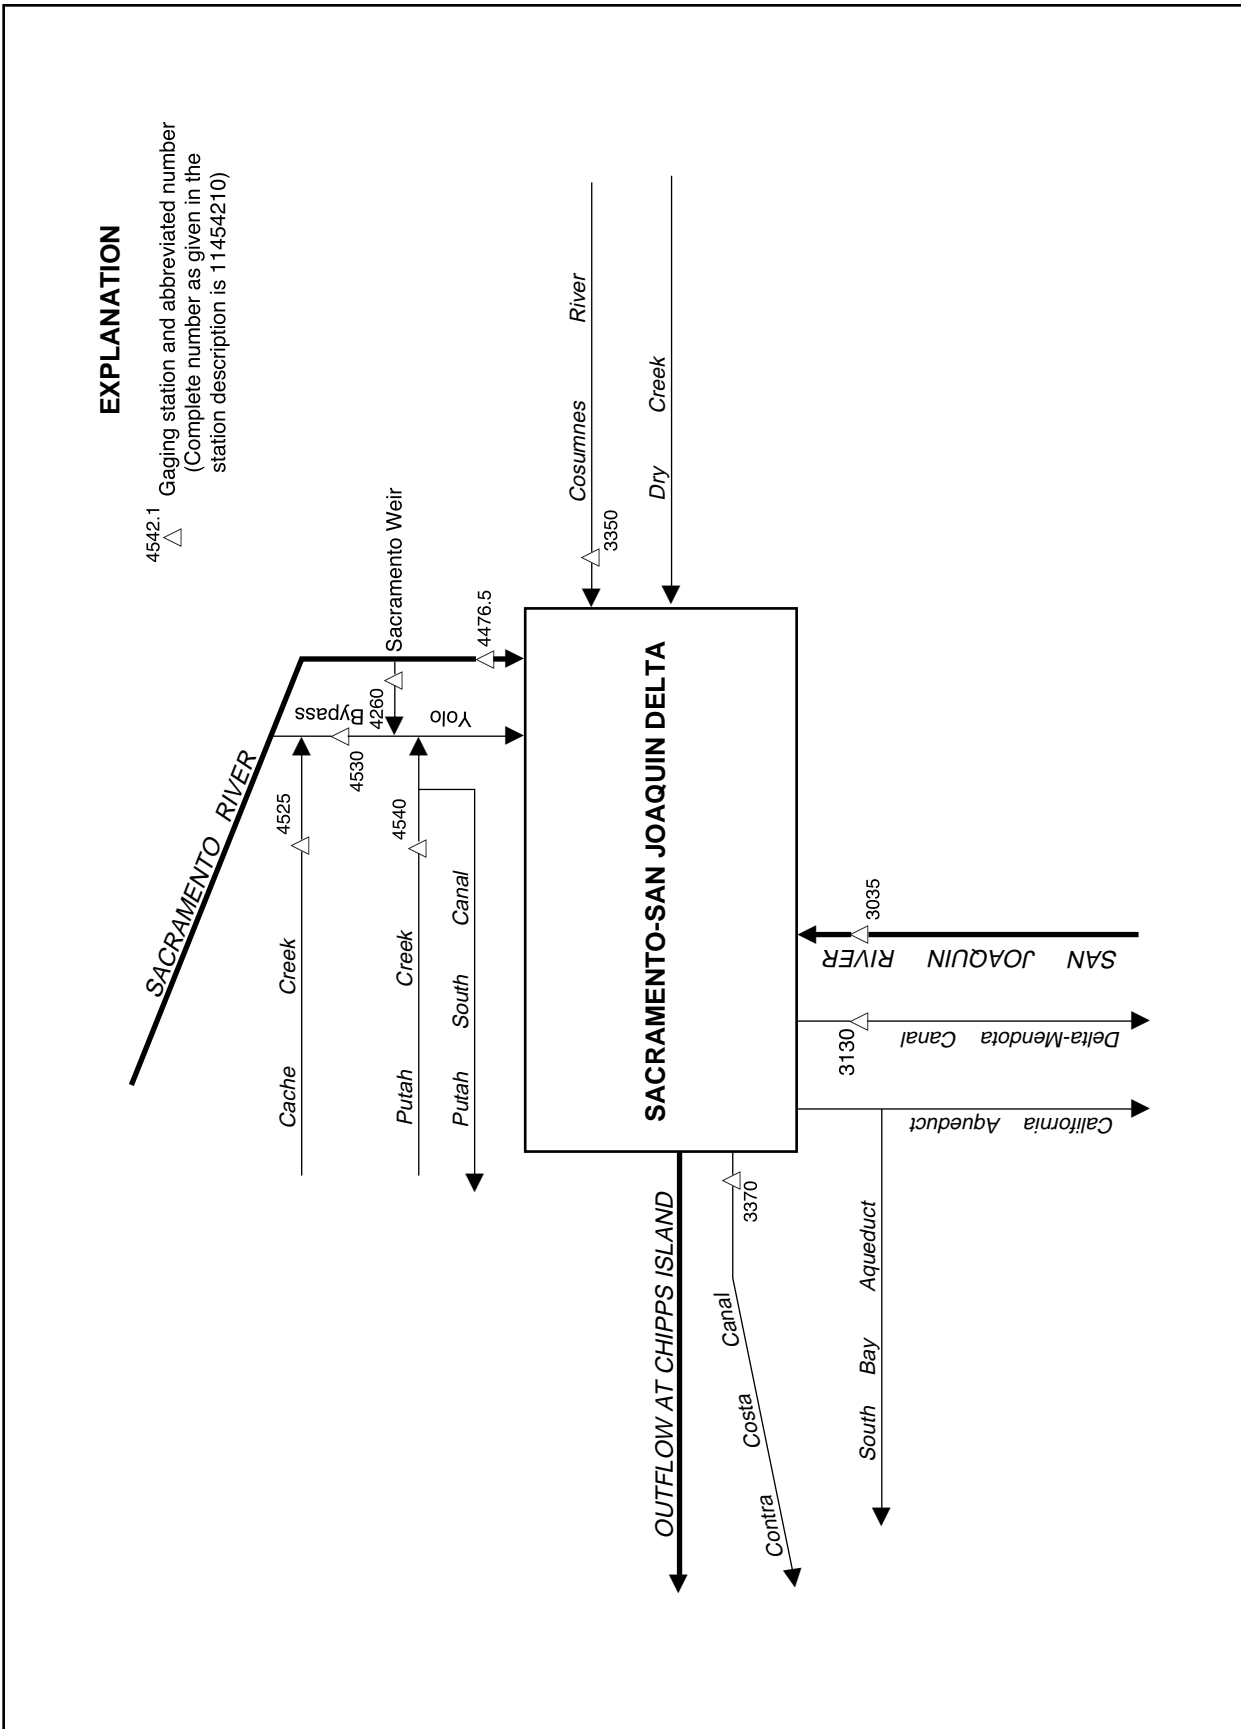 EXPLANATION
4542.1
Gaging station and abbreviated number
(Complete number as given in the
station description is 11454210)
SACRAMENTO RIVER
Cache Creek
4525
Yolo Bypass
4530
4260
Sacramento Weir
4476.5
Putah Creek
4540
Putah South Canal
Cosumnes River
3350
Dry Creek
SACRAMENTO-SAN JOAQUIN DELTA
OUTFLOW AT CHIPPS ISLAND
3370
Contra Costa Canal
South Bay Aqueduct
California Aqueduct
3130
Delta-Mendota Canal
3035
SAN JOAQUIN RIVER